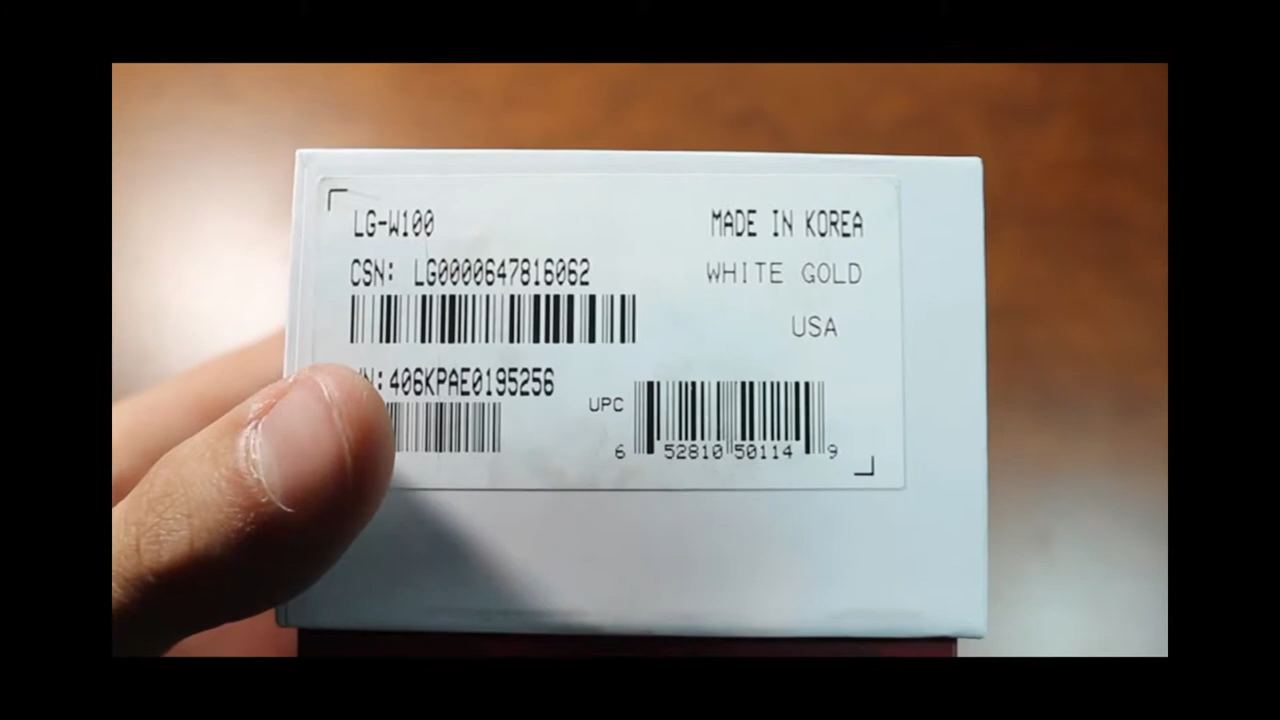 LG-W100
MADE IN KOREA
CSN: LG0000647816062
WHITE GOLD
USA
N:406KPAE0195256
UPC
6 52810 50114 9